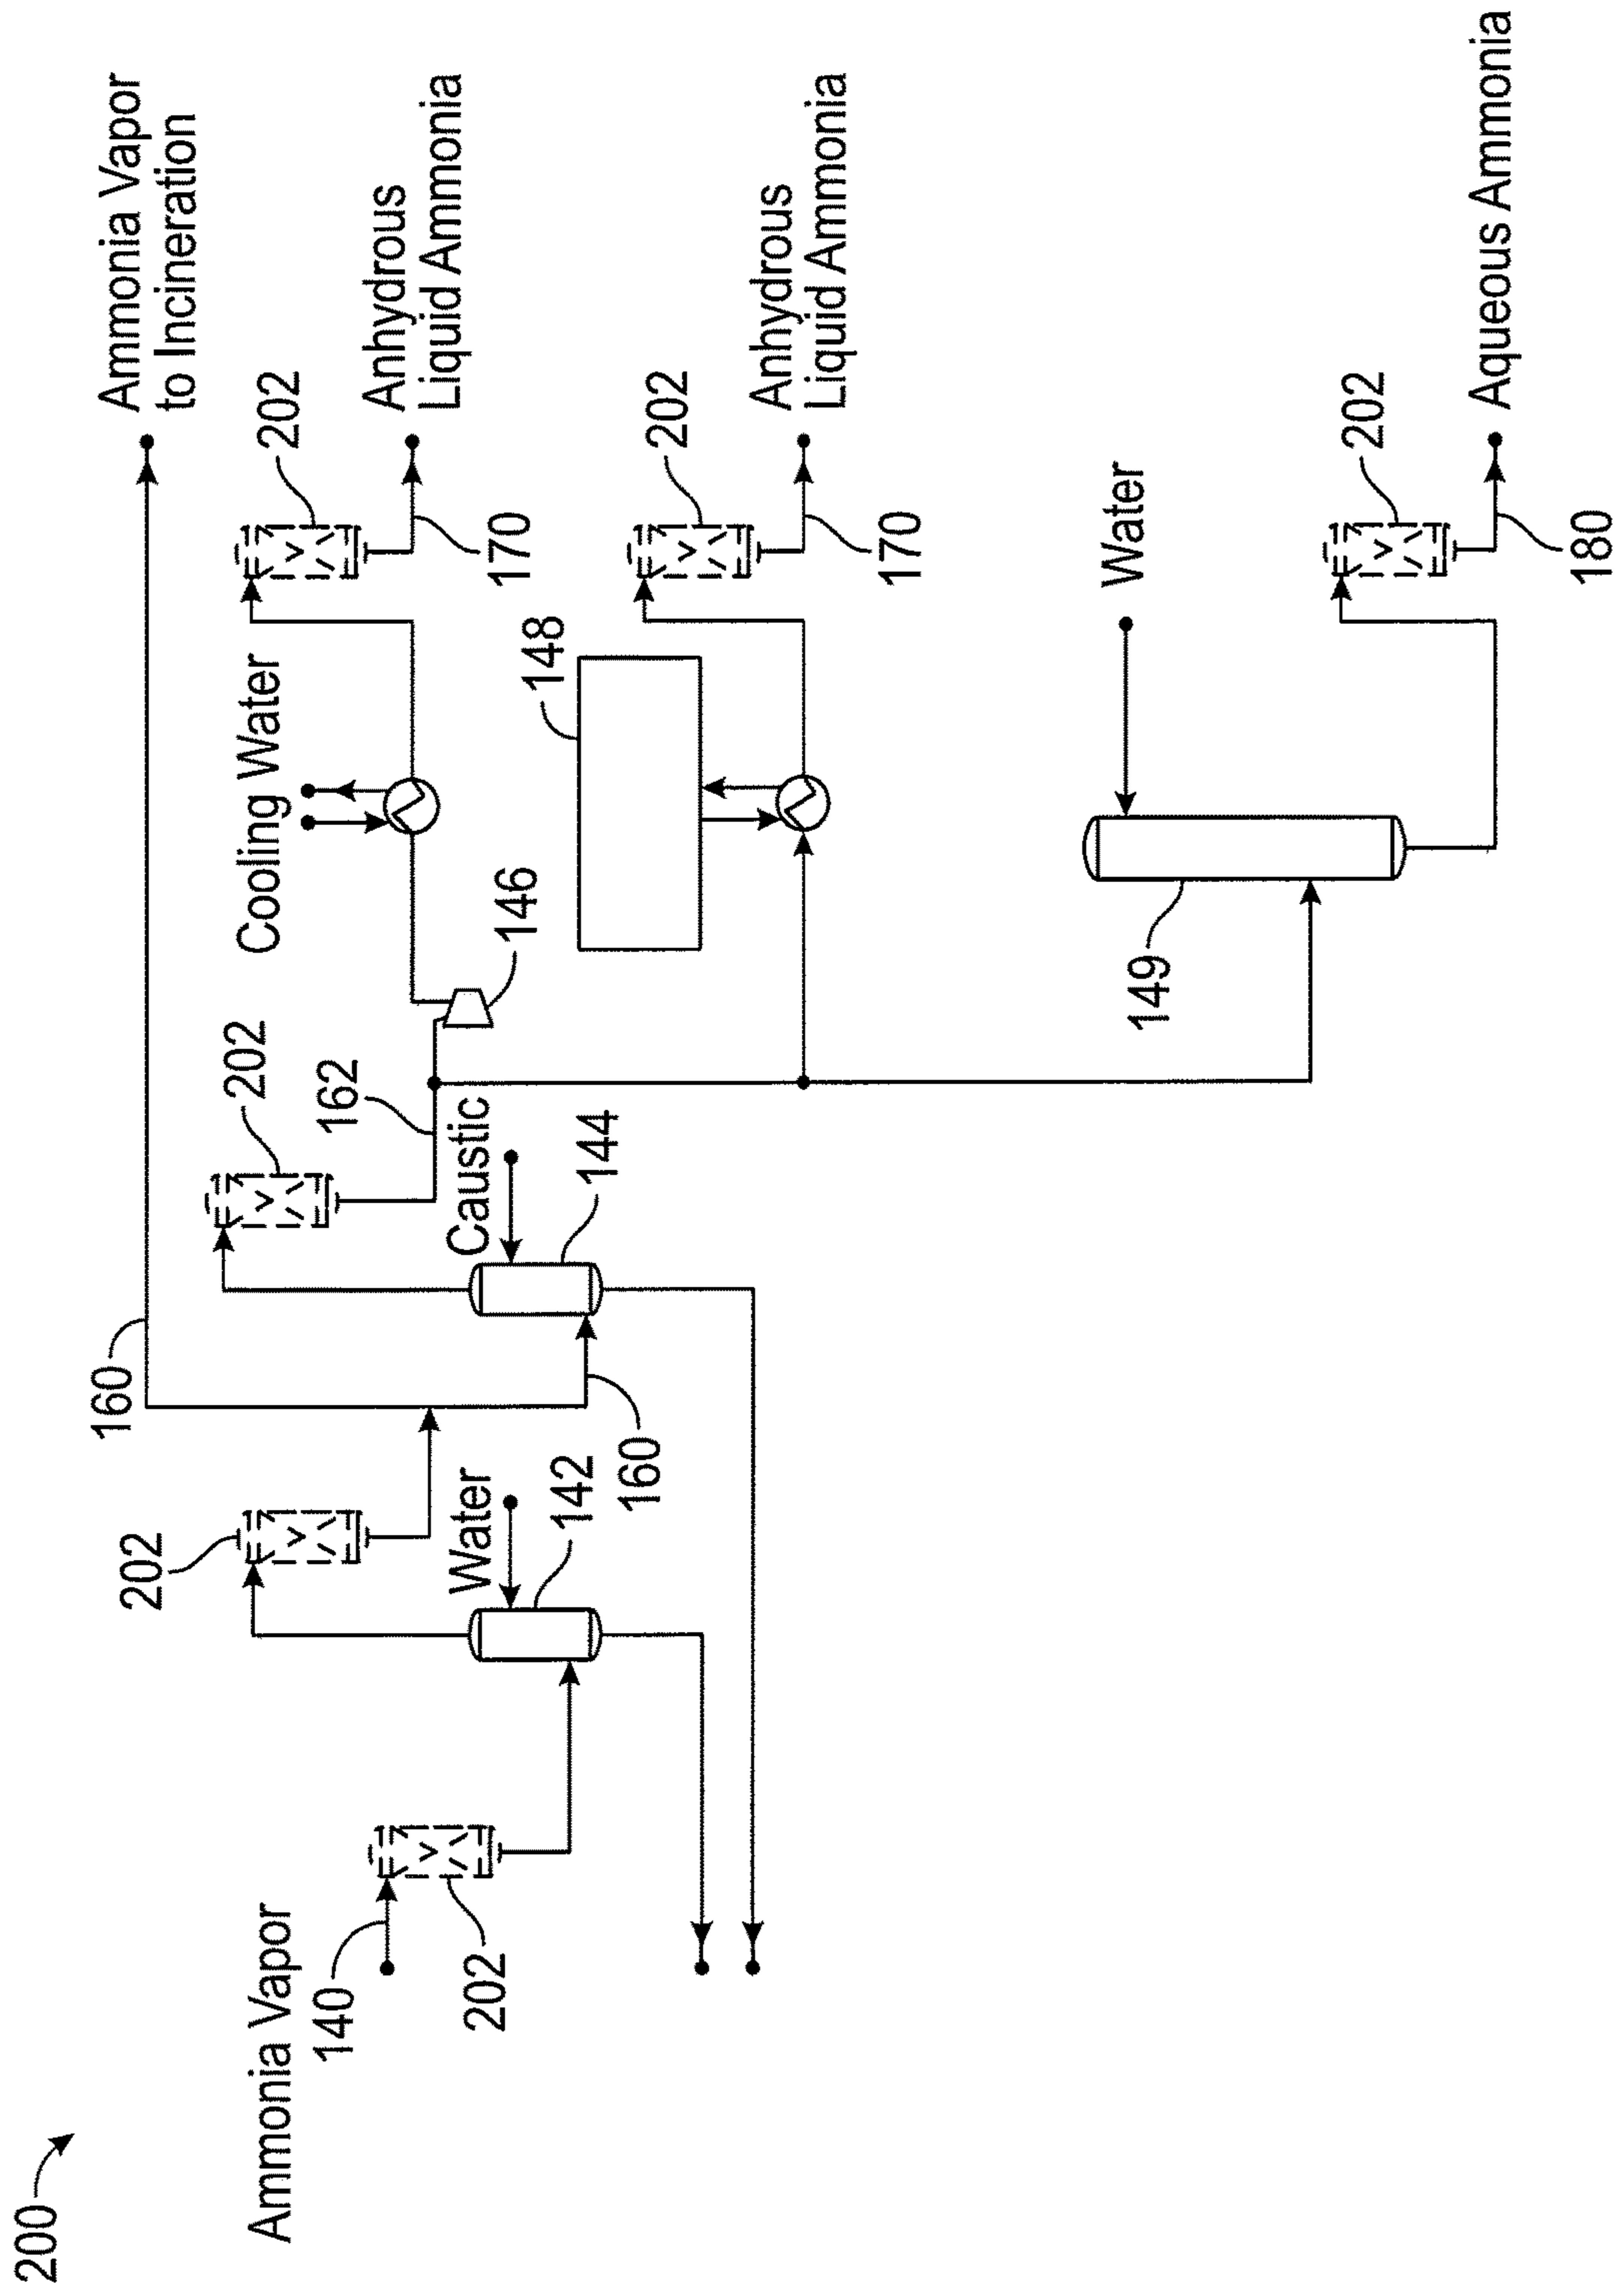 200
Ammonia Vapor
140
202
202
Water
142
160
160
Ammonia Vapor
to Incineration
202
162
Caustic
144
146
Cooling Water
202
170
Anhydrous
Liquid Ammonia
148
202
170
Anhydrous
Liquid Ammonia
149
Water
202
180
Aqueous Ammonia